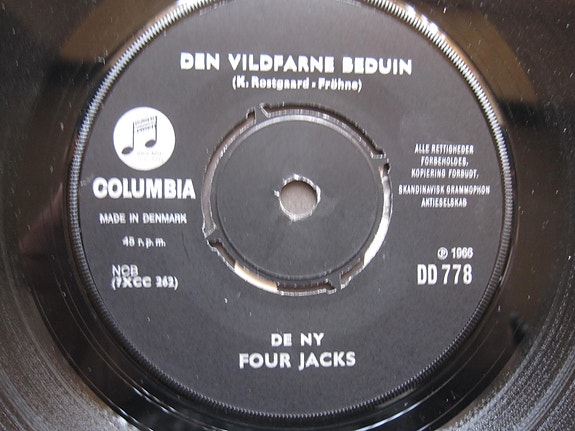 DEN VILDFARNE BEDUIN
(K. Rostgaard - Fröhne)
COLUMBIA
MADE IN DENMARK
45 r.p.m.
NCB
(7XCC 262)
ALLE RETTIGHEDER
FORBEHOLDES,
KOPIERING FORBUDT.
SKANDINAVISK GRAMMOPHON
AKTIESELSKAB
℗ 1966
DD 778
DE NY
FOUR JACKS